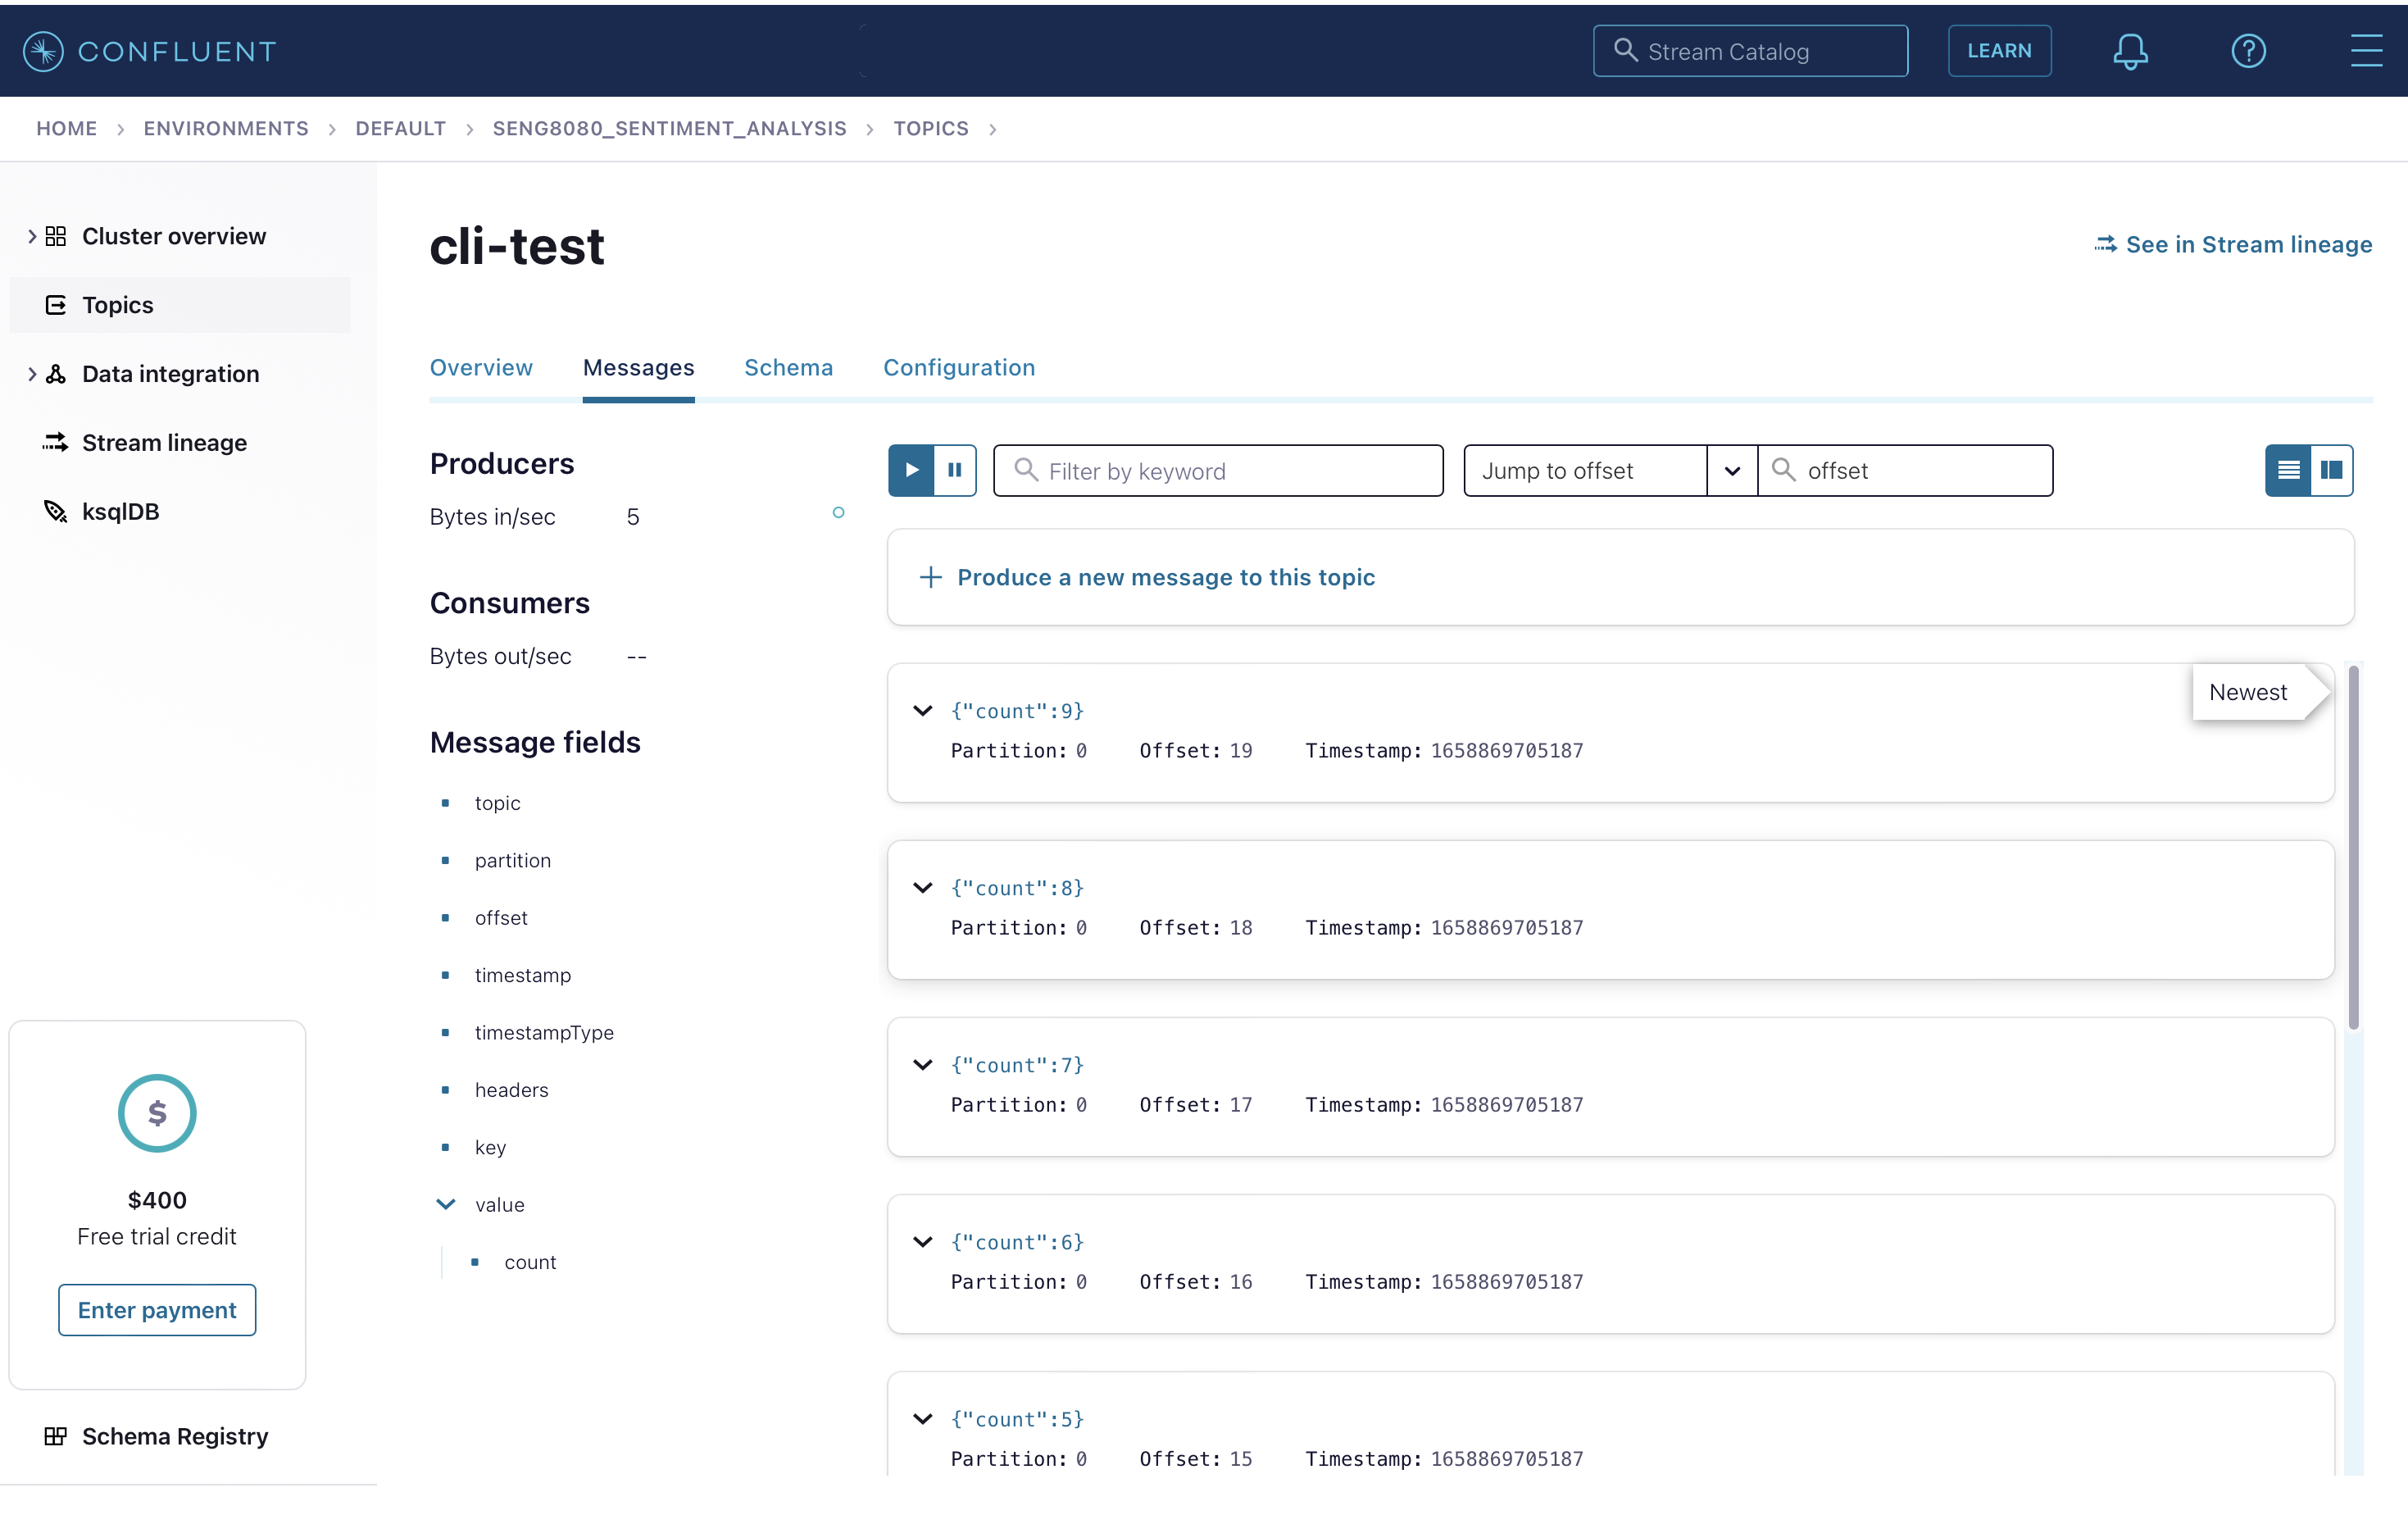 CONFLUENT
Stream Catalog
LEARN
HOME > ENVIRONMENTS > DEFAULT > SENG8080_SENTIMENT_ANALYSIS > TOPICS >
Cluster overview
Topics
Data integration
Stream lineage
ksqlDB
$
$400
Free trial credit
Enter payment
Schema Registry
cli-test
See in Stream lineage
Overview Messages Schema Configuration
Producers
Bytes in/sec 5
Consumers
Bytes out/sec --
Message fields
topic
partition
offset
timestamp
timestampType
headers
key
value
count
Filter by keyword
Jump to offset
offset
+ Produce a new message to this topic
Newest
{"count":9}
Partition: 0 Offset: 19 Timestamp: 1658869705187
{"count":8}
Partition: 0 Offset: 18 Timestamp: 1658869705187
{"count":7}
Partition: 0 Offset: 17 Timestamp: 1658869705187
{"count":6}
Partition: 0 Offset: 16 Timestamp: 1658869705187
{"count":5}
Partition: 0 Offset: 15 Timestamp: 1658869705187